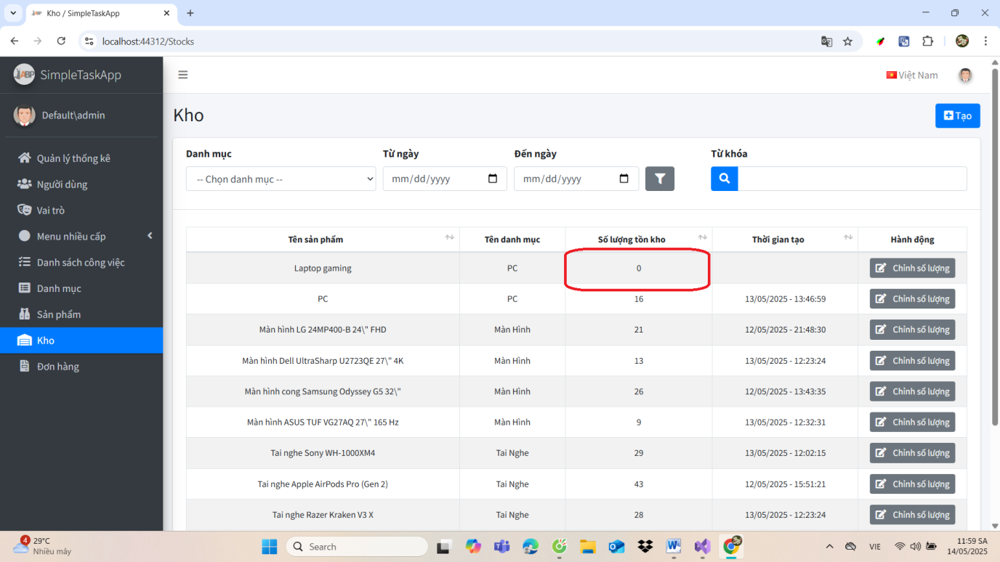 Kho / SimpleTaskApp
localhost:44312/Stocks
ABP SimpleTaskApp
Việt Nam
Default\admin
Kho
Tạo
Quản lý thống kê
Người dùng
Vai trò
Menu nhiều cấp
Danh sách công việc
Danh mục
Sản phẩm
Kho
Đơn hàng
Danh mục Từ ngày Đến ngày Từ khóa
-- Chọn danh mục -- mm/dd/yyyy mm/dd/yyyy
Tên sản phẩm Tên danh mục Số lượng tồn kho Thời gian tạo Hành động
Laptop gaming PC 0 Chỉnh số lượng
PC PC 16 13/05/2025 - 13:46:59 Chỉnh số lượng
Màn hình LG 24MP400-B 24\" FHD Màn Hình 21 12/05/2025 - 21:48:30 Chỉnh số lượng
Màn hình Dell UltraSharp U2723QE 27\" 4K Màn Hình 13 13/05/2025 - 12:23:24 Chỉnh số lượng
Màn hình cong Samsung Odyssey G5 32\" Màn Hình 26 12/05/2025 - 13:43:35 Chỉnh số lượng
Màn hình ASUS TUF VG27AQ 27\" 165 Hz Màn Hình 9 13/05/2025 - 12:32:31 Chỉnh số lượng
Tai nghe Sony WH-1000XM4 Tai Nghe 29 13/05/2025 - 12:02:15 Chỉnh số lượng
Tai nghe Apple AirPods Pro (Gen 2) Tai Nghe 43 12/05/2025 - 15:51:21 Chỉnh số lượng
Tai nghe Razer Kraken V3 X Tai Nghe 28 13/05/2025 - 12:23:24 Chỉnh số lượng
4 29°C
Nhiều mây
Search
VIE
11:59 SA
14/05/2025